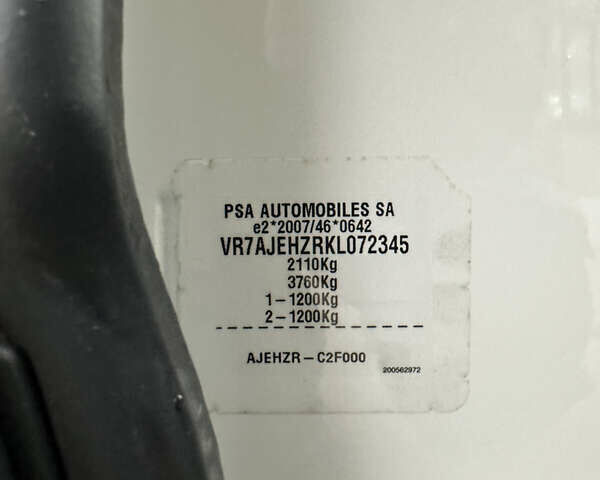 PSA AUTOMOBILES SA
e2*2007/46*0642
VR7AJEHZRKL072345
2110Kg
3760Kg
1-1200Kg
2-1200Kg
AJEHZR-C2F000
200562972